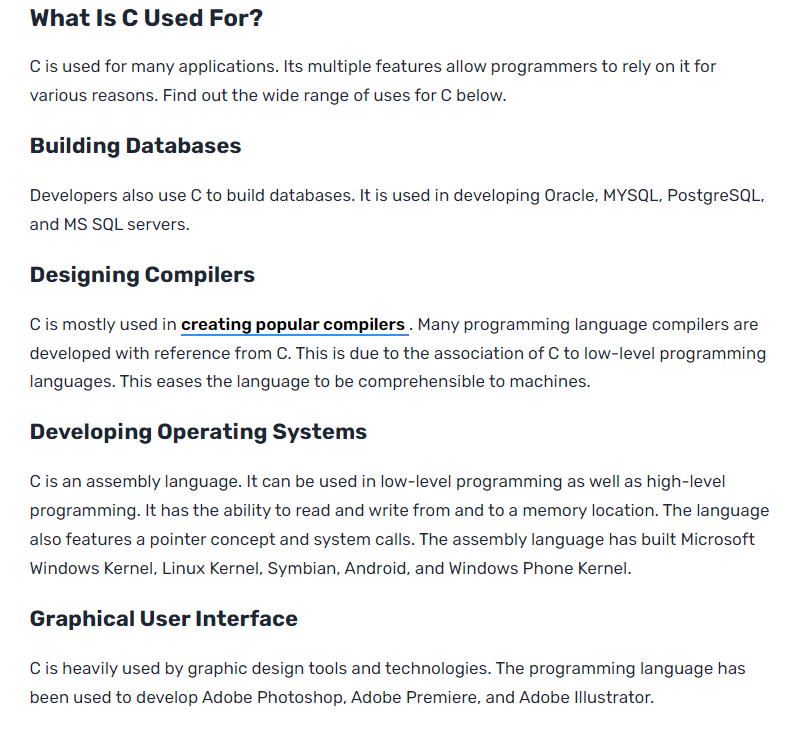 What Is C Used For?
C is used for many applications. Its multiple features allow programmers to rely on it for
various reasons. Find out the wide range of uses for C below.
Building Databases
Developers also use C to build databases. It is used in developing Oracle, MYSQL, PostgreSQL,
and MS SQL servers.
Designing Compilers
C is mostly used in creating popular compilers . Many programming language compilers are
developed with reference from C. This is due to the association of C to low-level programming
languages. This eases the language to be comprehensible to machines.
Developing Operating Systems
C is an assembly language. It can be used in low-level programming as well as high-level
programming. It has the ability to read and write from and to a memory location. The language
also features a pointer concept and system calls. The assembly language has built Microsoft
Windows Kernel, Linux Kernel, Symbian, Android, and Windows Phone Kernel.
Graphical User Interface
C is heavily used by graphic design tools and technologies. The programming language has
been used to develop Adobe Photoshop, Adobe Premiere, and Adobe Illustrator.